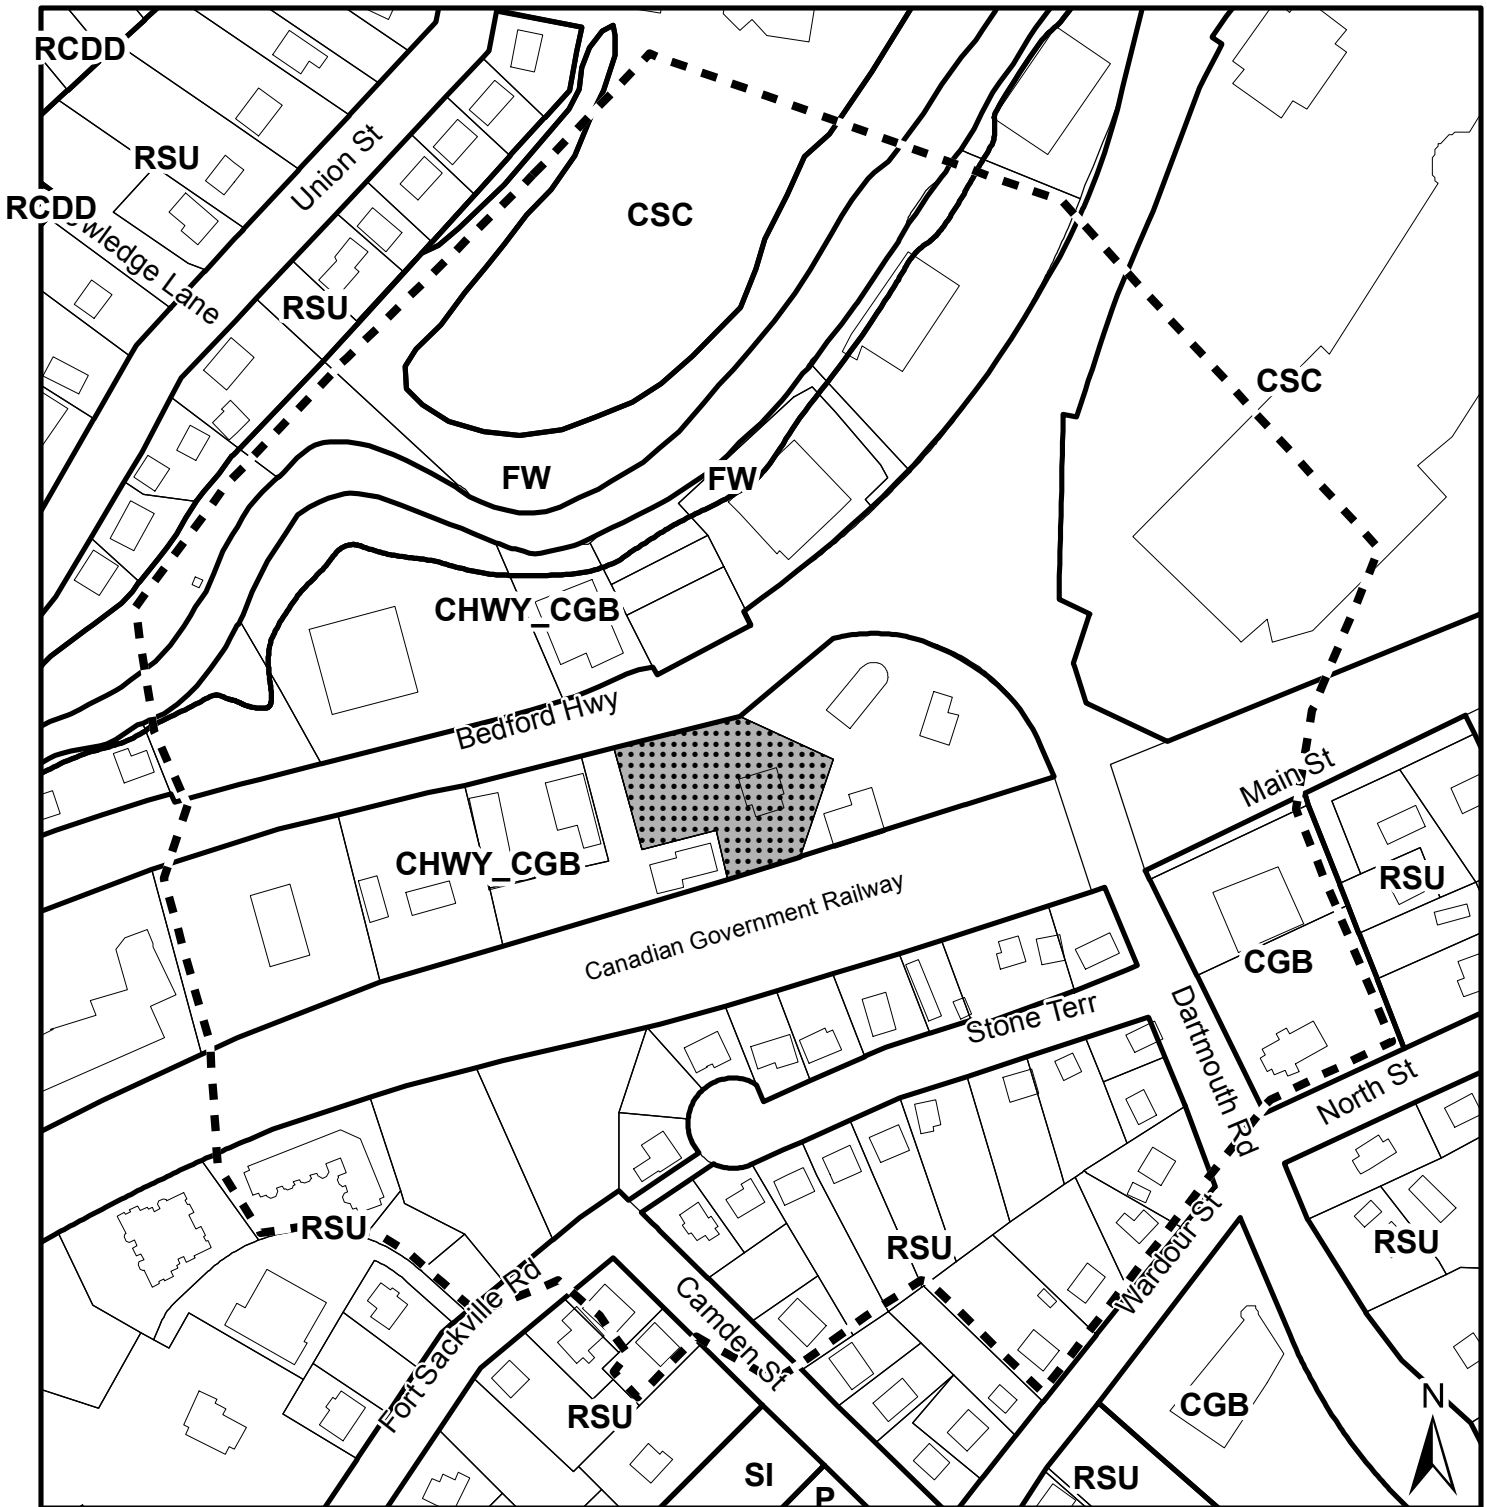 RCDD
RSU
Union St
RCDD
owledge Lane
CSC
RSU
CSC
FW
FW
CHWY_CGB
Bedford Hwy
Main St
CHWY_CGB
RSU
Canadian Government Railway
CGB
Stone Terr
Dartmouth Rd
North St
RSU
RSU
RSU
Wardour St
Fort Sackville Rd
Camden St
RSU
CGB
N
SI
RSU
P